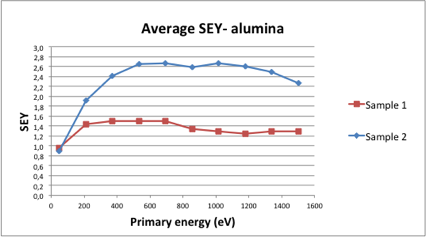 Average SEY- alumina
3,0
2,8
2,6
2,4
2,2
2,0
1,8
1,6
1,4
1,2
1,0
0,8
0,6
0,4
0,2
0,0
SEY
0 200 400 600 800 1000 1200 1400 1600
Primary energy (eV)
Sample 1
Sample 2